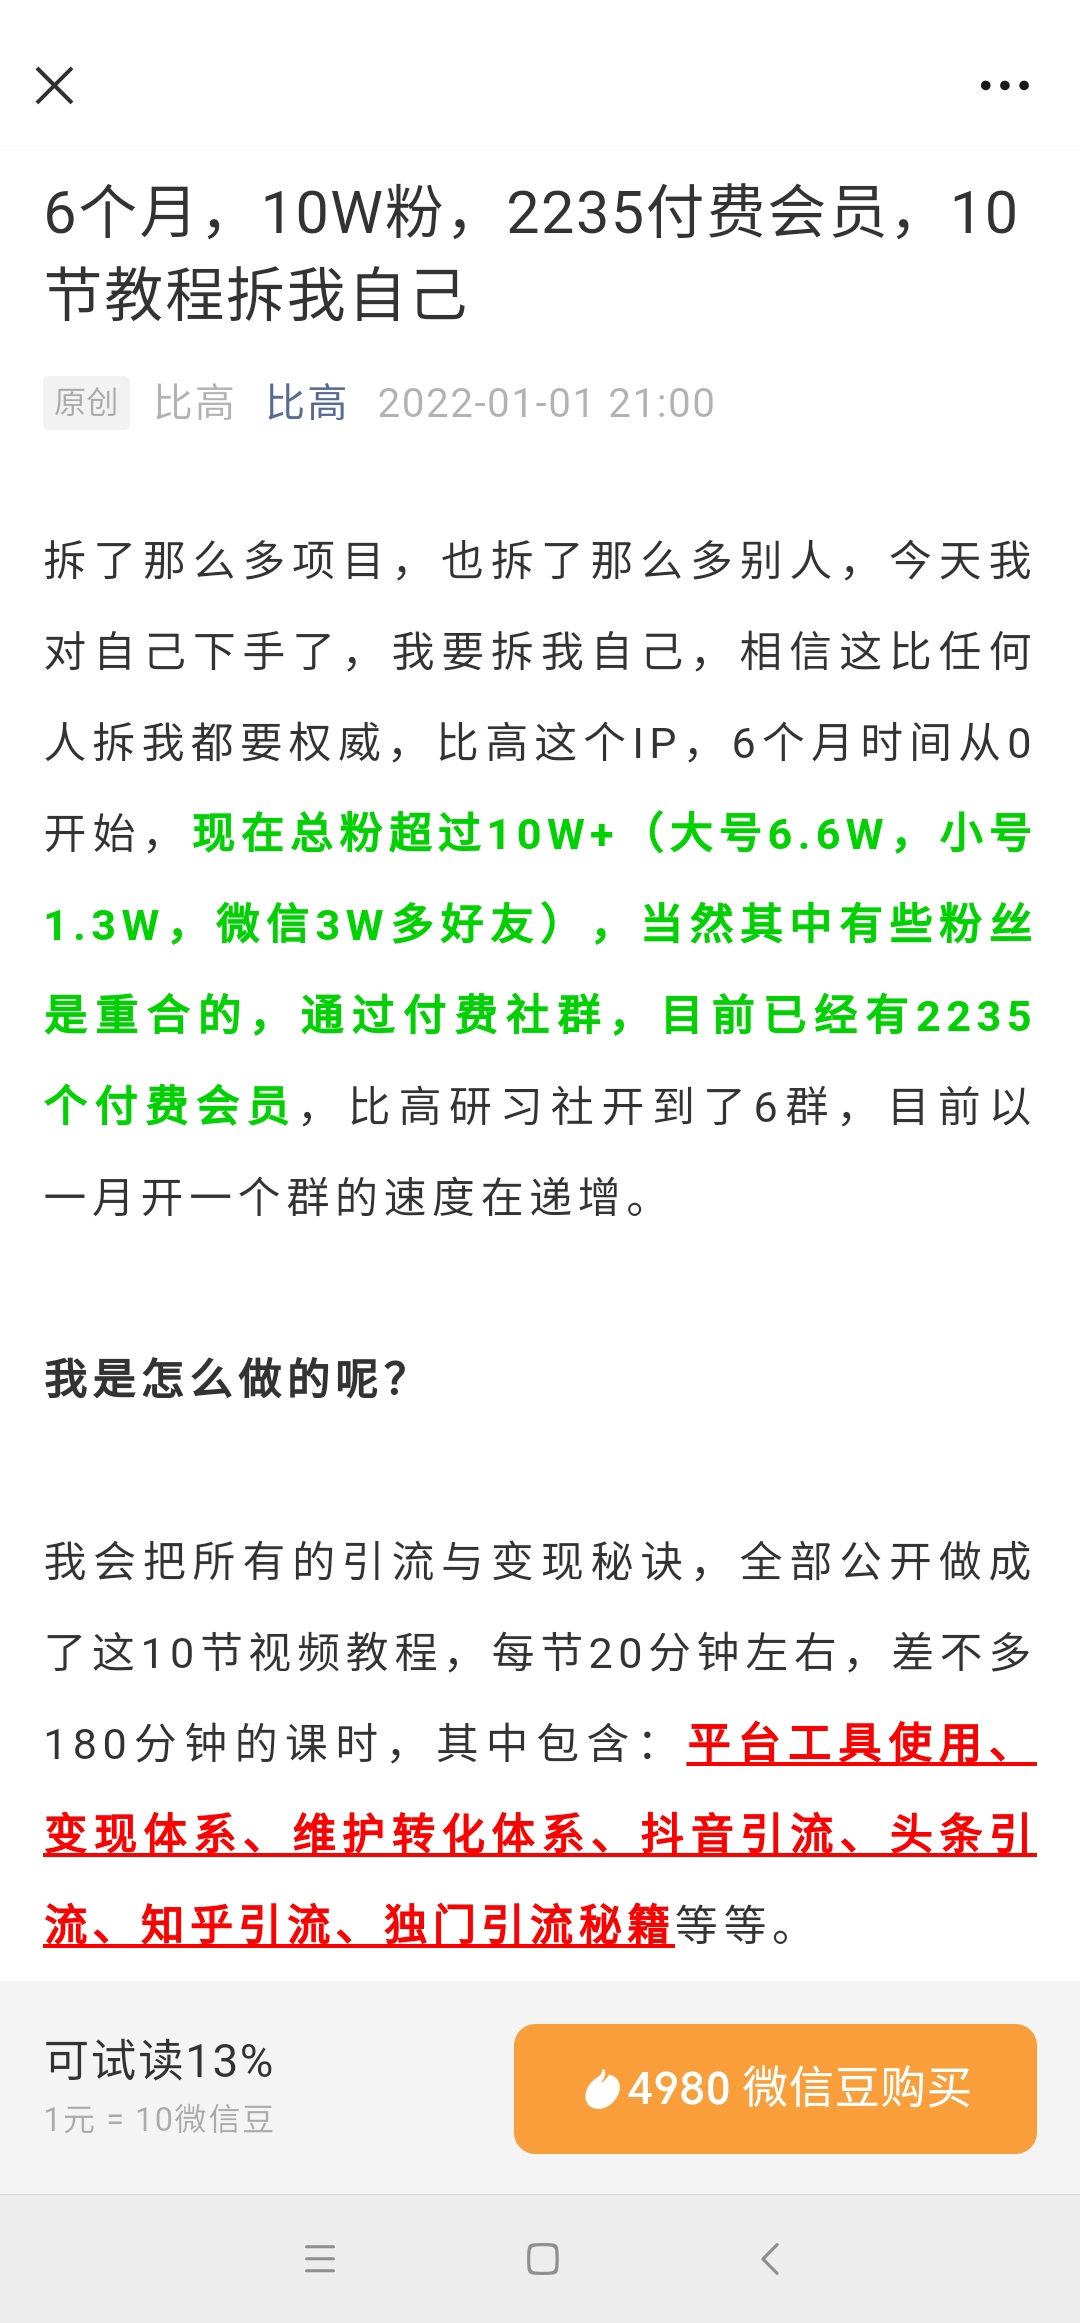 6个月，10W粉，2235付费会员，10
节教程拆我自己
原创 比高 比高 2022-01-01 21:00
拆了那么多项目，也拆了那么多别人，今天我
对自己下手了，我要拆我自己，相信这比任何
人拆我都要权威，比高这个IP，6个月时间从0
开始，现在总粉超过10W+（大号6.6W，小号
1.3W，微信3W多好友），当然其中有些粉丝
是重合的，通过付费社群，目前已经有2235
个付费会员，比高研习社开到了6群，目前以
一月开一个群的速度在递增。
我是怎么做的呢？
我会把所有的引流与变现秘诀，全部公开做成
了这10节视频教程，每节20分钟左右，差不多
180分钟的课时，其中包含：平台工具使用、
变现体系、维护转化体系、抖音引流、头条引
流、知乎引流、独门引流秘籍等等。
可试读13%
1元 = 10微信豆
4980 微信豆购买